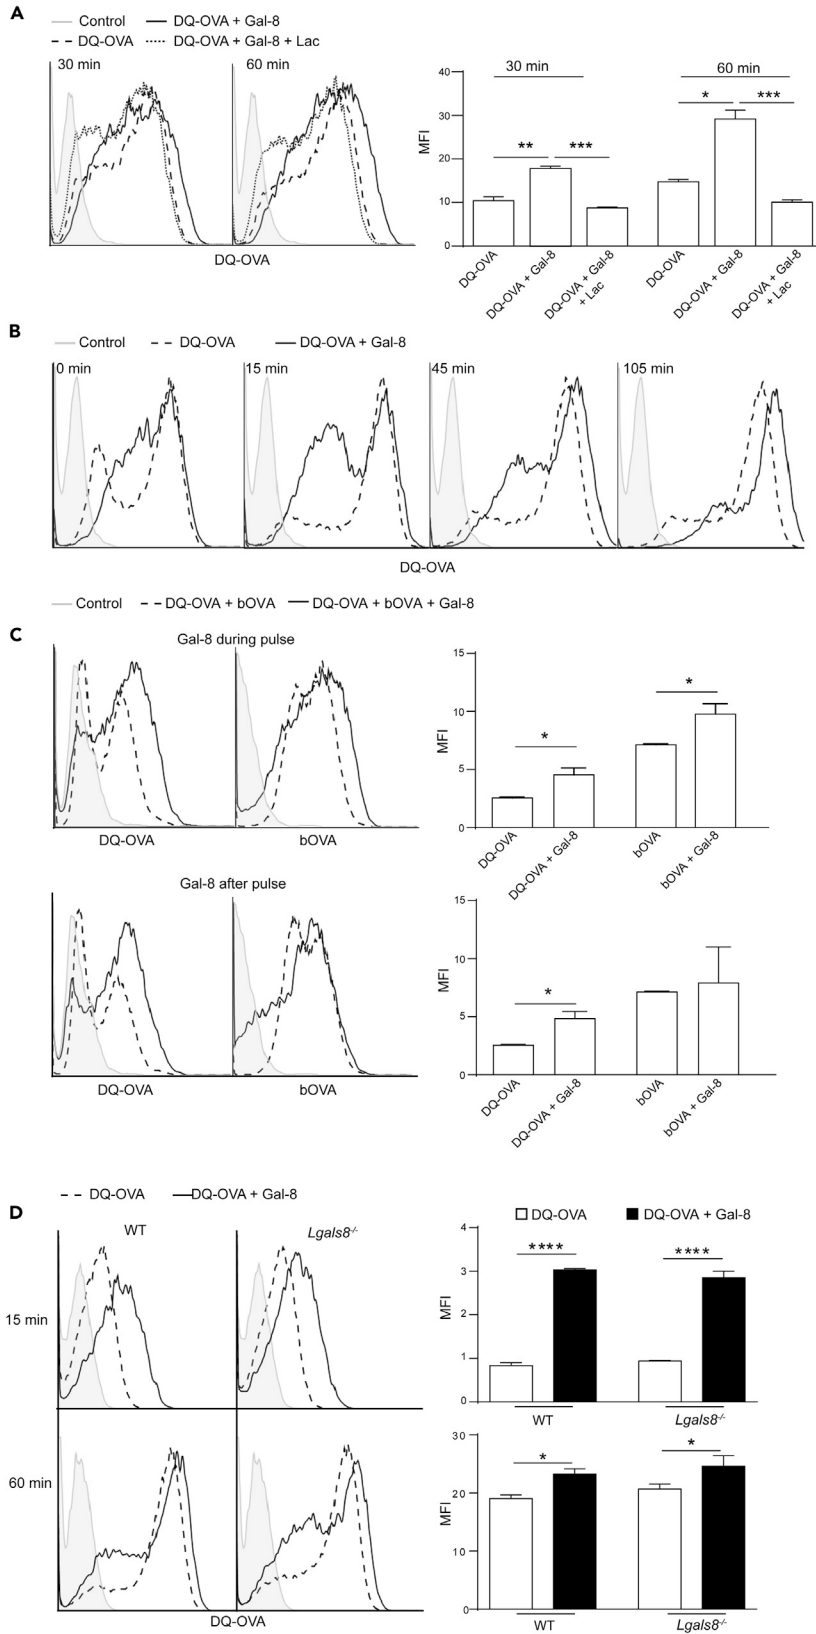 A
Control
DQ-OVA + Gal-8
DQ-OVA
DQ-OVA + Gal-8 + Lac
30 min
60 min
DQ-OVA
MFI
40
30
20
10
0
30 min
60 min
**
***
*
***
DQ-OVA
DQ-OVA + Gal-8
DQ-OVA + Gal-8
+ Lac
DQ-OVA
DQ-OVA + Gal-8
DQ-OVA + Gal-8
+ Lac
B
Control
DQ-OVA
DQ-OVA + Gal-8
0 min
15 min
45 min
105 min
DQ-OVA
Control
DQ-OVA + bOVA
DQ-OVA + bOVA + Gal-8
C
Gal-8 during pulse
DQ-OVA
bOVA
MFI
15
10
5
0
*
*
DQ-OVA
DQ-OVA + Gal-8
bOVA
bOVA + Gal-8
Gal-8 after pulse
DQ-OVA
bOVA
MFI
15
10
5
0
*
DQ-OVA
DQ-OVA + Gal-8
bOVA
bOVA + Gal-8
DQ-OVA
DQ-OVA + Gal-8
D
WT
Lgals8-/-
15 min
60 min
DQ-OVA
DQ-OVA
DQ-OVA + Gal-8
MFI
4
3
2
1
0
****
****
WT
Lgals8-/-
MFI
30
20
10
0
*
*
WT
Lgals8-/-